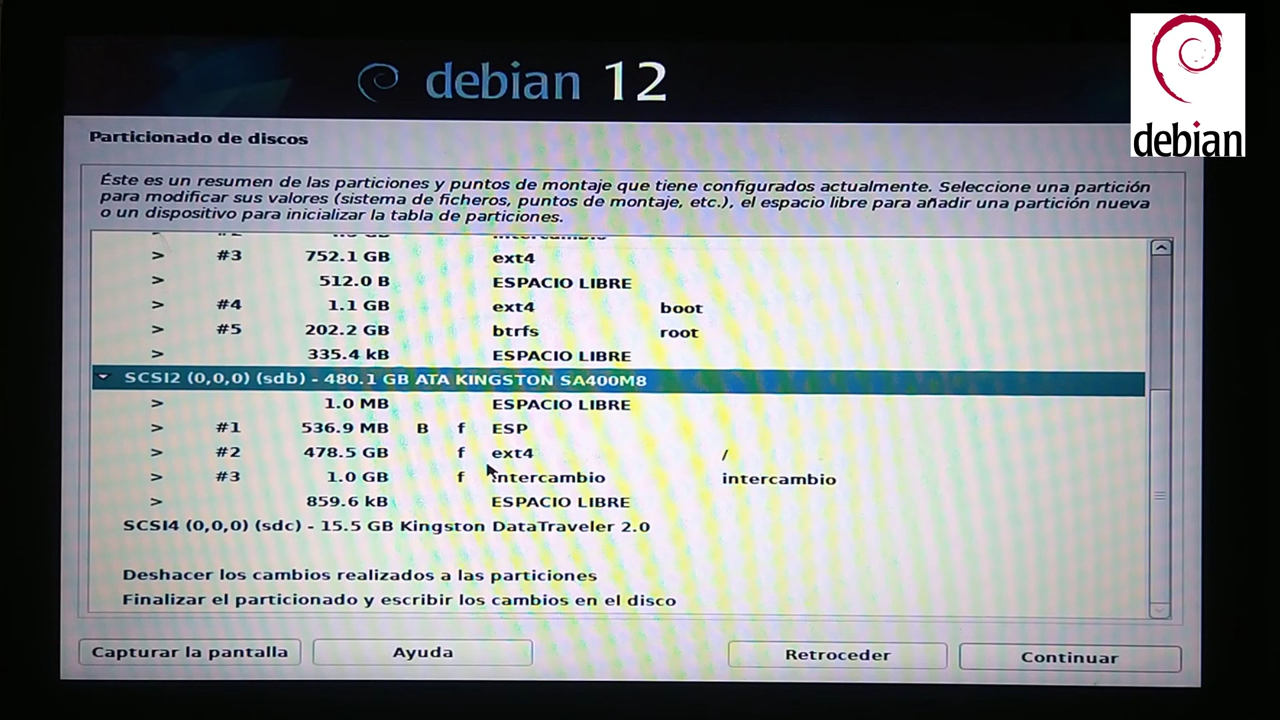 debian 12
debian
Particionado de discos
Éste es un resumen de las particiones y puntos de montaje que tiene configurados actualmente. Seleccione una partición
para modificar sus valores (sistema de ficheros, puntos de montaje, etc.), el espacio libre para añadir una partición nueva
o un dispositivo para inicializar la tabla de particiones.
> #3 752.1 GB ext4
> 512.0 B ESPACIO LIBRE
> #4 1.1 GB ext4 boot
> #5 202.2 GB btrfs root
> 335.4 kB ESPACIO LIBRE
SCSI2 (0,0,0) (sdb) - 480.1 GB ATA KINGSTON SA400M8
> 1.0 MB ESPACIO LIBRE
> #1 536.9 MB B f ESP
> #2 478.5 GB f ext4 /
> #3 1.0 GB f intercambio intercambio
> 859.6 kB ESPACIO LIBRE
SCSI4 (0,0,0) (sdc) - 15.5 GB Kingston DataTraveler 2.0
Deshacer los cambios realizados a las particiones
Finalizar el particionado y escribir los cambios en el disco
Capturar la pantalla Ayuda Retroceder Continuar